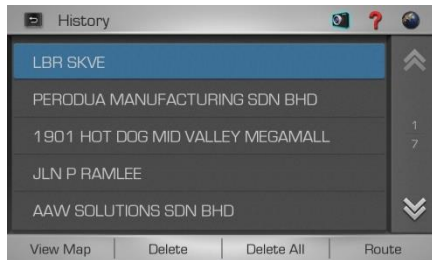 History
?
LBR SKVE
PERODUA MANUFACTURING SDN BHD
1901 HOT DOG MID VALLEY MEGAMALL
JLN P RAMLEE
AAW SOLUTIONS SDN BHD
1
7
View Map
Delete
Delete All
Route